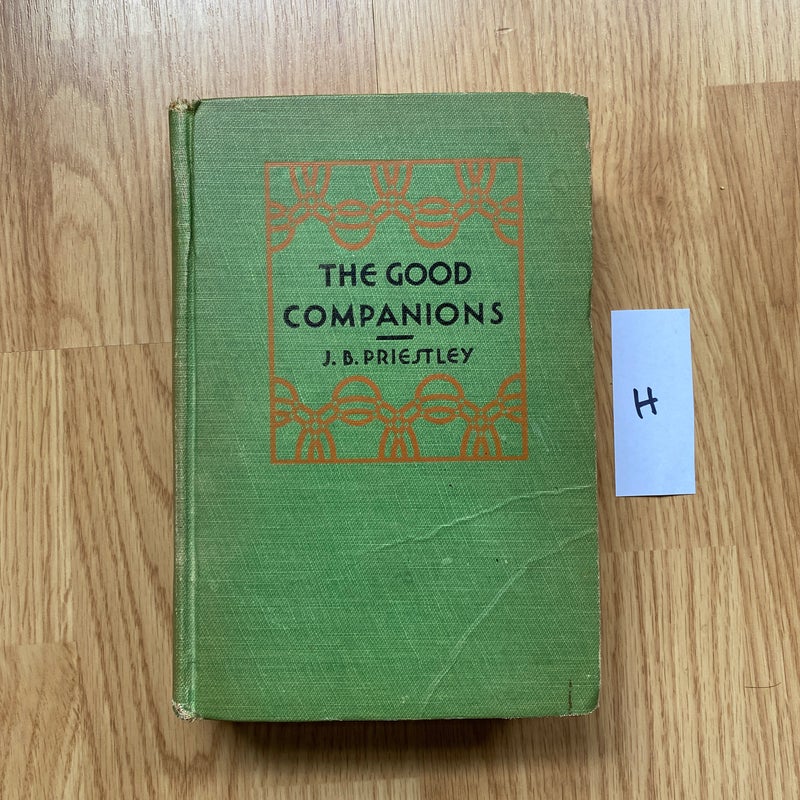 THE GOOD
COMPANIONS
J. B. PRIESTLEY
H